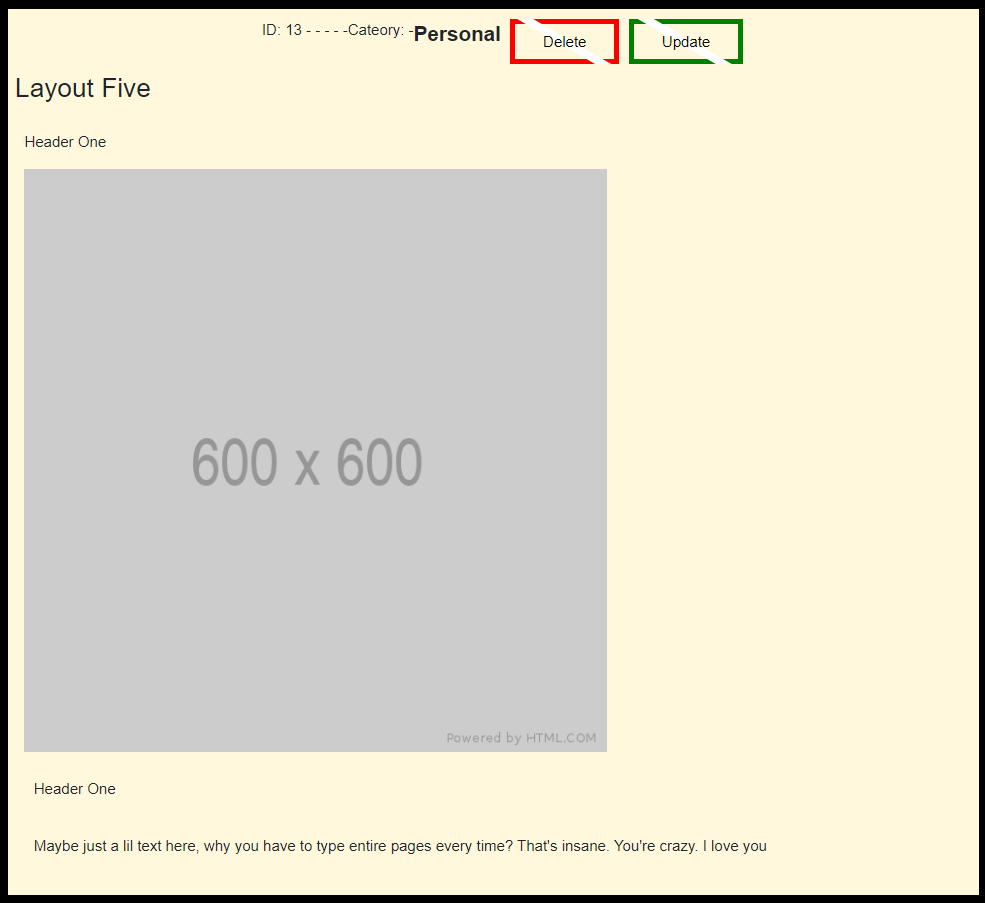 ID: 13 - - - - -Cateory: -Personal Delete Update
Layout Five
Header One
600 x 600
Powered by HTML.COM
Header One
Maybe just a lil text here, why you have to type entire pages every time? That's insane. You're crazy. I love you